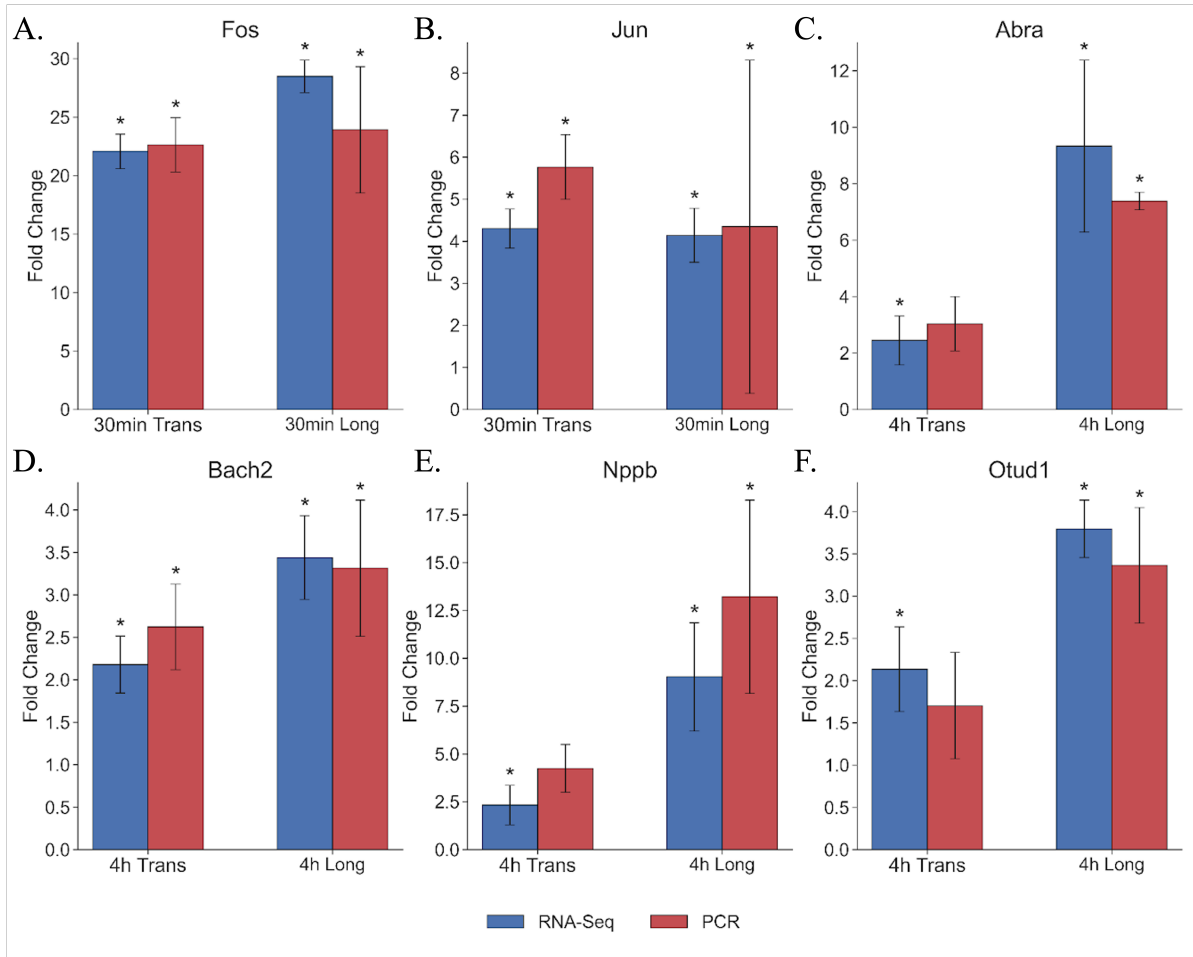 A.
Fos
Fold Change
30
25
20
15
10
5
0
* * * *
30min Trans 30min Long
B.
Jun
Fold Change
8
7
6
5
4
3
2
1
0
* * * *
30min Trans 30min Long
C.
Abra
Fold Change
12
10
8
6
4
2
0
* * *
4h Trans 4h Long
D.
Bach2
Fold Change
4.0
3.5
3.0
2.5
2.0
1.5
1.0
0.5
0.0
* * * *
4h Trans 4h Long
E.
Nppb
Fold Change
17.5
15.0
12.5
10.0
7.5
5.0
2.5
0.0
* * *
4h Trans 4h Long
F.
Otud1
Fold Change
4.0
3.5
3.0
2.5
2.0
1.5
1.0
0.5
0.0
* * *
4h Trans 4h Long
RNA-Seq PCR